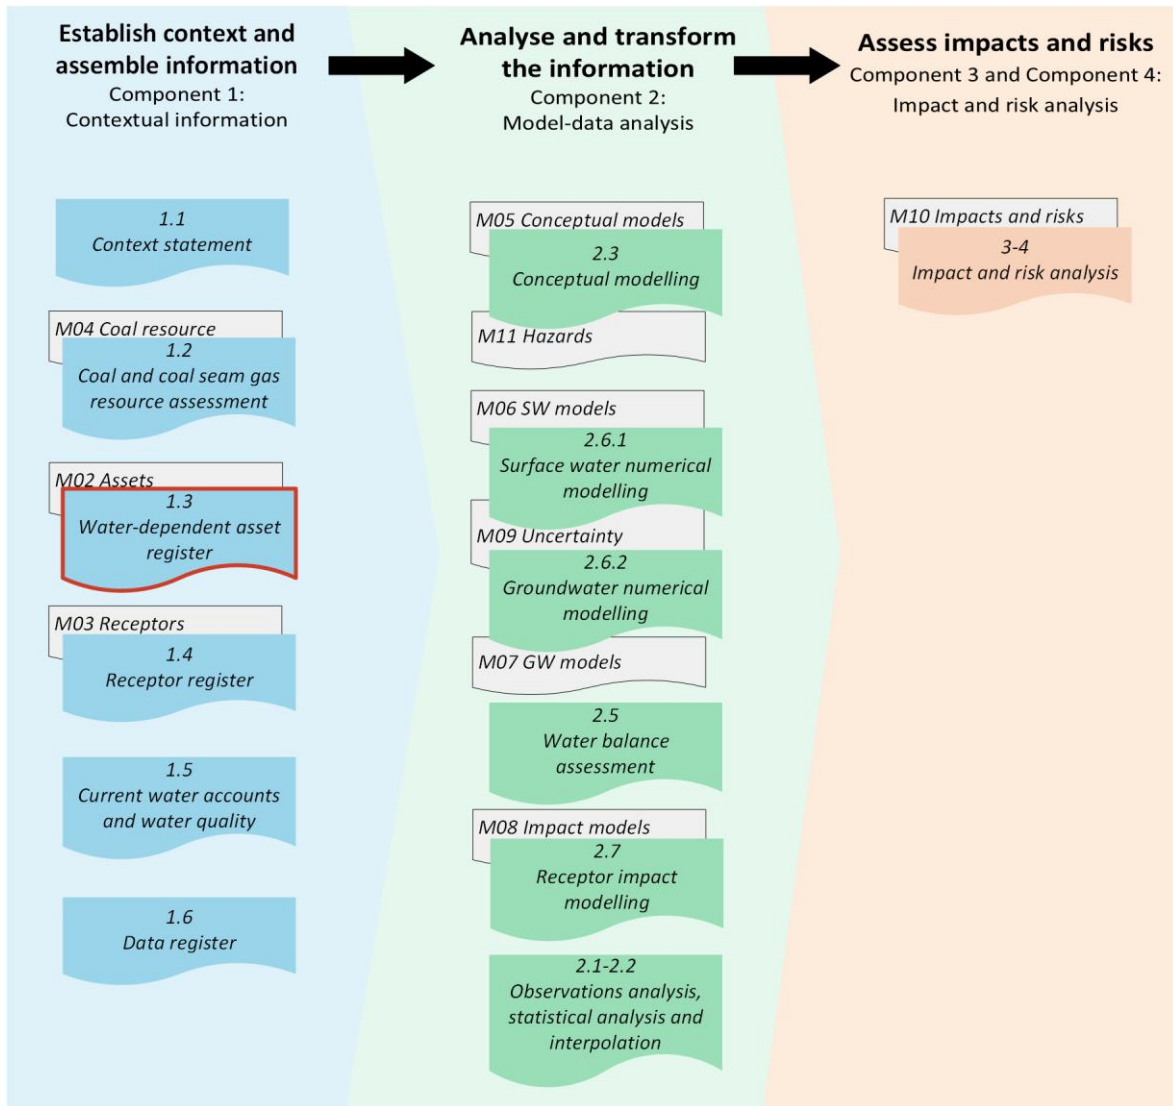 Establish context and
assemble information
Component 1:
Contextual information
Analyse and transform
the information
Component 2:
Model-data analysis
Assess impacts and risks
Component 3 and Component 4:
Impact and risk analysis
1.1
Context statement
M04 Coal resource
1.2
Coal and coal seam gas
resource assessment
M02 Assets
1.3
Water-dependent asset
register
M03 Receptors
1.4
Receptor register
1.5
Current water accounts
and water quality
1.6
Data register
M05 Conceptual models
2.3
Conceptual modelling
M11 Hazards
M06 SW models
2.6.1
Surface water numerical
modelling
M09 Uncertainty
2.6.2
Groundwater numerical
modelling
M07 GW models
2.5
Water balance
assessment
M08 Impact models
2.7
Receptor impact
modelling
2.1-2.2
Observations analysis,
statistical analysis and
interpolation
M10 Impacts and risks
3-4
Impact and risk analysis